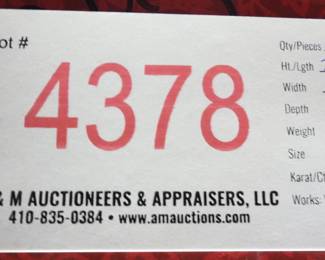 ot #
4378
& M AUCTIONEERS & APPRAISERS, LLC
410-835-0384 • www.amauctions.com
Qty/Pieces
Ht./Lgth
Width
Depth
Weight
Size
Karat/Ct
Works: